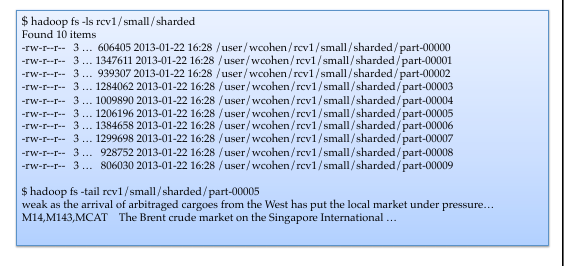 $ hadoop fs -ls rcv1/small/sharded
Found 10 items
-rw-r--r-- 3 … 606405 2013-01-22 16:28 /user/wcohen/rcv1/small/sharded/part-00000
-rw-r--r-- 3 … 1347611 2013-01-22 16:28 /user/wcohen/rcv1/small/sharded/part-00001
-rw-r--r-- 3 … 939307 2013-01-22 16:28 /user/wcohen/rcv1/small/sharded/part-00002
-rw-r--r-- 3 … 1284062 2013-01-22 16:28 /user/wcohen/rcv1/small/sharded/part-00003
-rw-r--r-- 3 … 1009890 2013-01-22 16:28 /user/wcohen/rcv1/small/sharded/part-00004
-rw-r--r-- 3 … 1206196 2013-01-22 16:28 /user/wcohen/rcv1/small/sharded/part-00005
-rw-r--r-- 3 … 1384658 2013-01-22 16:28 /user/wcohen/rcv1/small/sharded/part-00006
-rw-r--r-- 3 … 1299698 2013-01-22 16:28 /user/wcohen/rcv1/small/sharded/part-00007
-rw-r--r-- 3 … 928752 2013-01-22 16:28 /user/wcohen/rcv1/small/sharded/part-00008
-rw-r--r-- 3 … 806030 2013-01-22 16:28 /user/wcohen/rcv1/small/sharded/part-00009
$ hadoop fs -tail rcv1/small/sharded/part-00005
weak as the arrival of arbitraged cargoes from the West has put the local market under pressure…
M14,M143,MCAT The Brent crude market on the Singapore International …